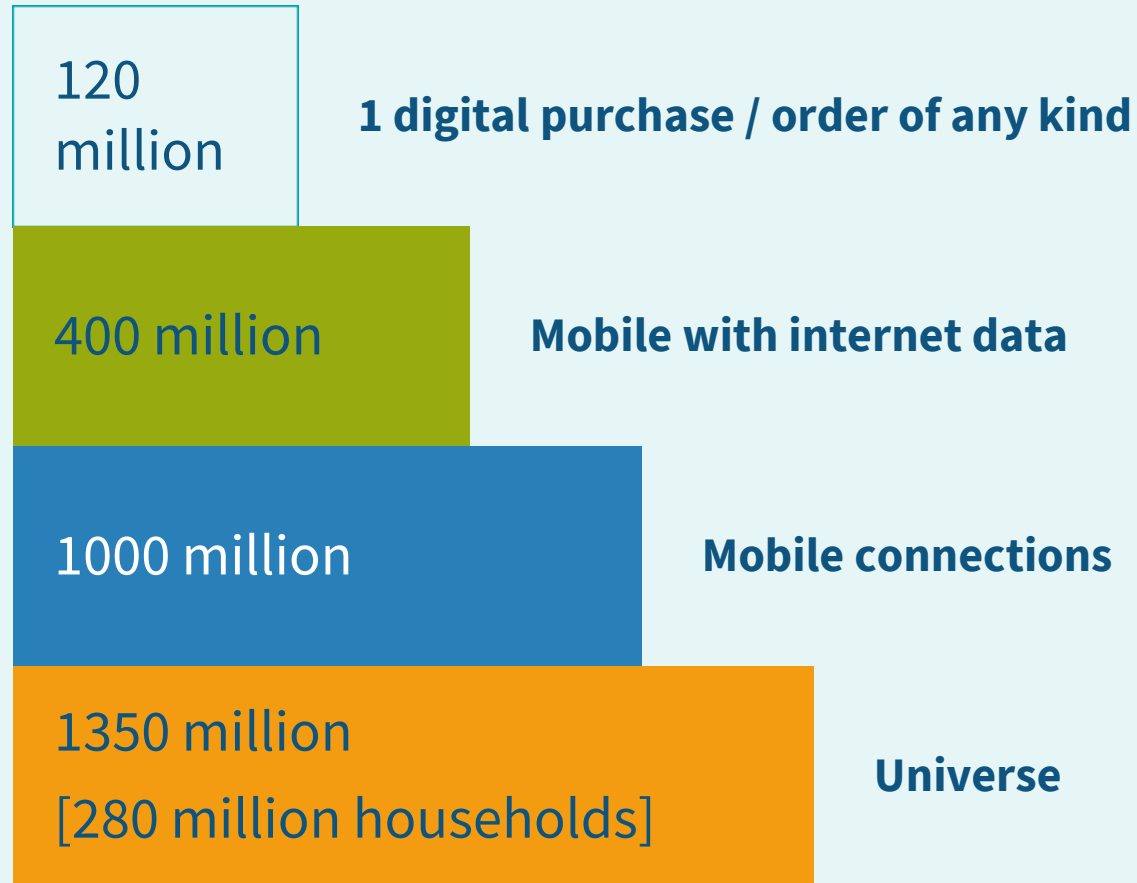 120
million
1 digital purchase / order of any kind
400 million
Mobile with internet data
1000 million
Mobile connections
1350 million
[280 million households]
Universe